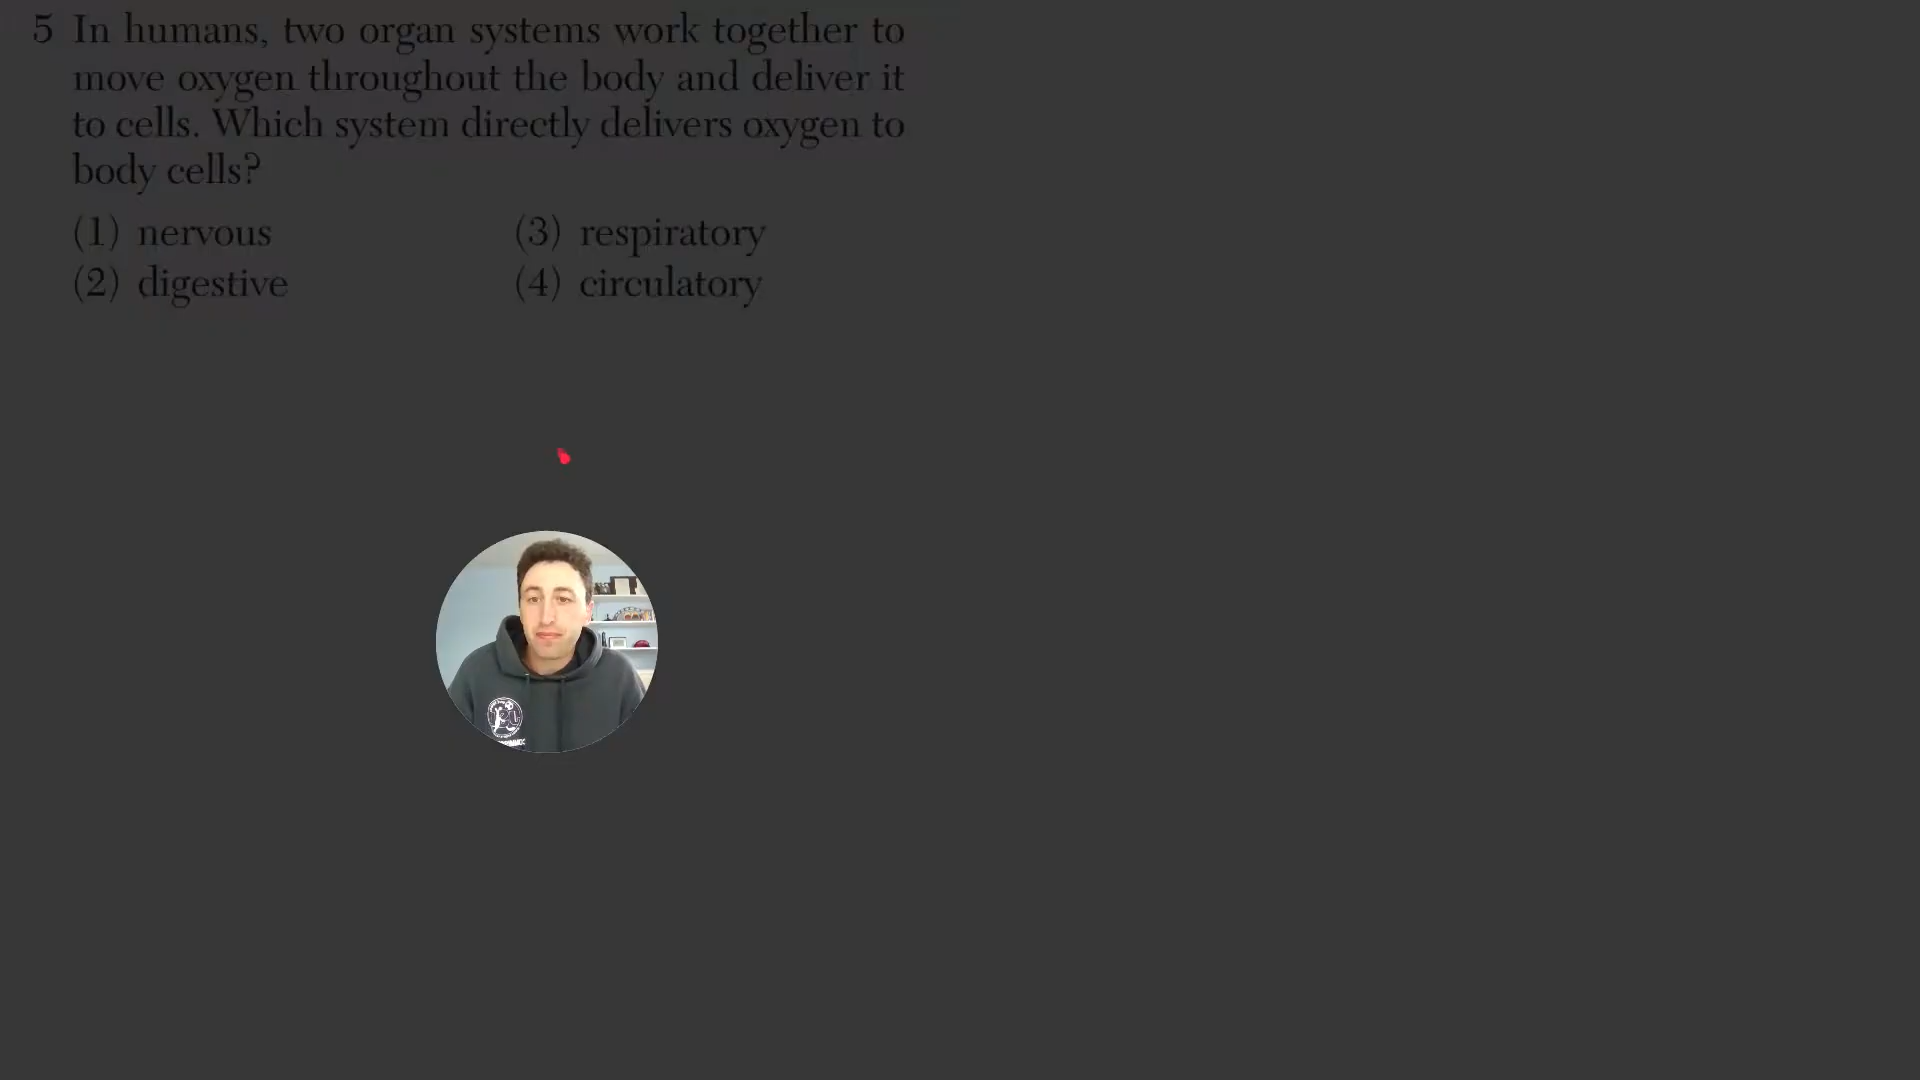 5 In humans, two organ systems work together to
move oxygen throughout the body and deliver it
to cells. Which system directly delivers oxygen to
body cells?
(1) nervous (3) respiratory
(2) digestive (4) circulatory